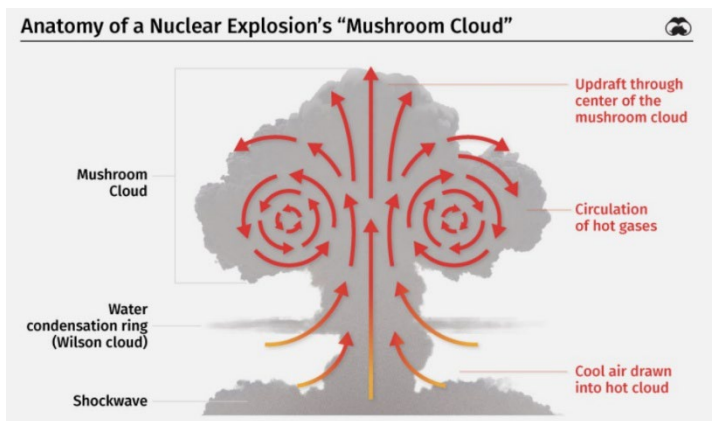 Anatomy of a Nuclear Explosion’s “Mushroom Cloud”
Updraft through
center of the
mushroom cloud
Mushroom
Cloud
Circulation
of hot gases
Water
condensation ring
(Wilson cloud)
Cool air drawn
into hot cloud
Shockwave